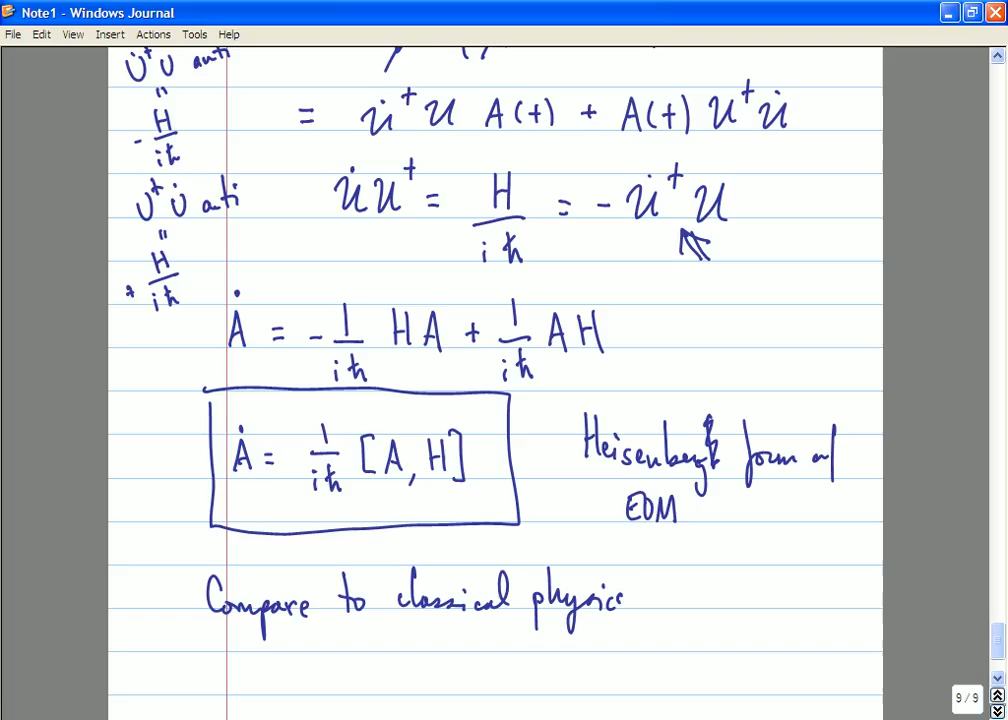 Note1 - Windows Journal
File Edit View Insert Actions Tools Help
U̇†U anti
"
- H/iħ
U†U̇ anti
"
+ H/iħ
= U̇†U A(t) + A(t) U†U̇
U̇U† = H/iħ = - U̇†U
Ȧ = - 1/iħ HA + 1/iħ AH
Ȧ = 1/iħ [A, H]
Heisenberg form of
EOM
Compare to classical physics
9/9